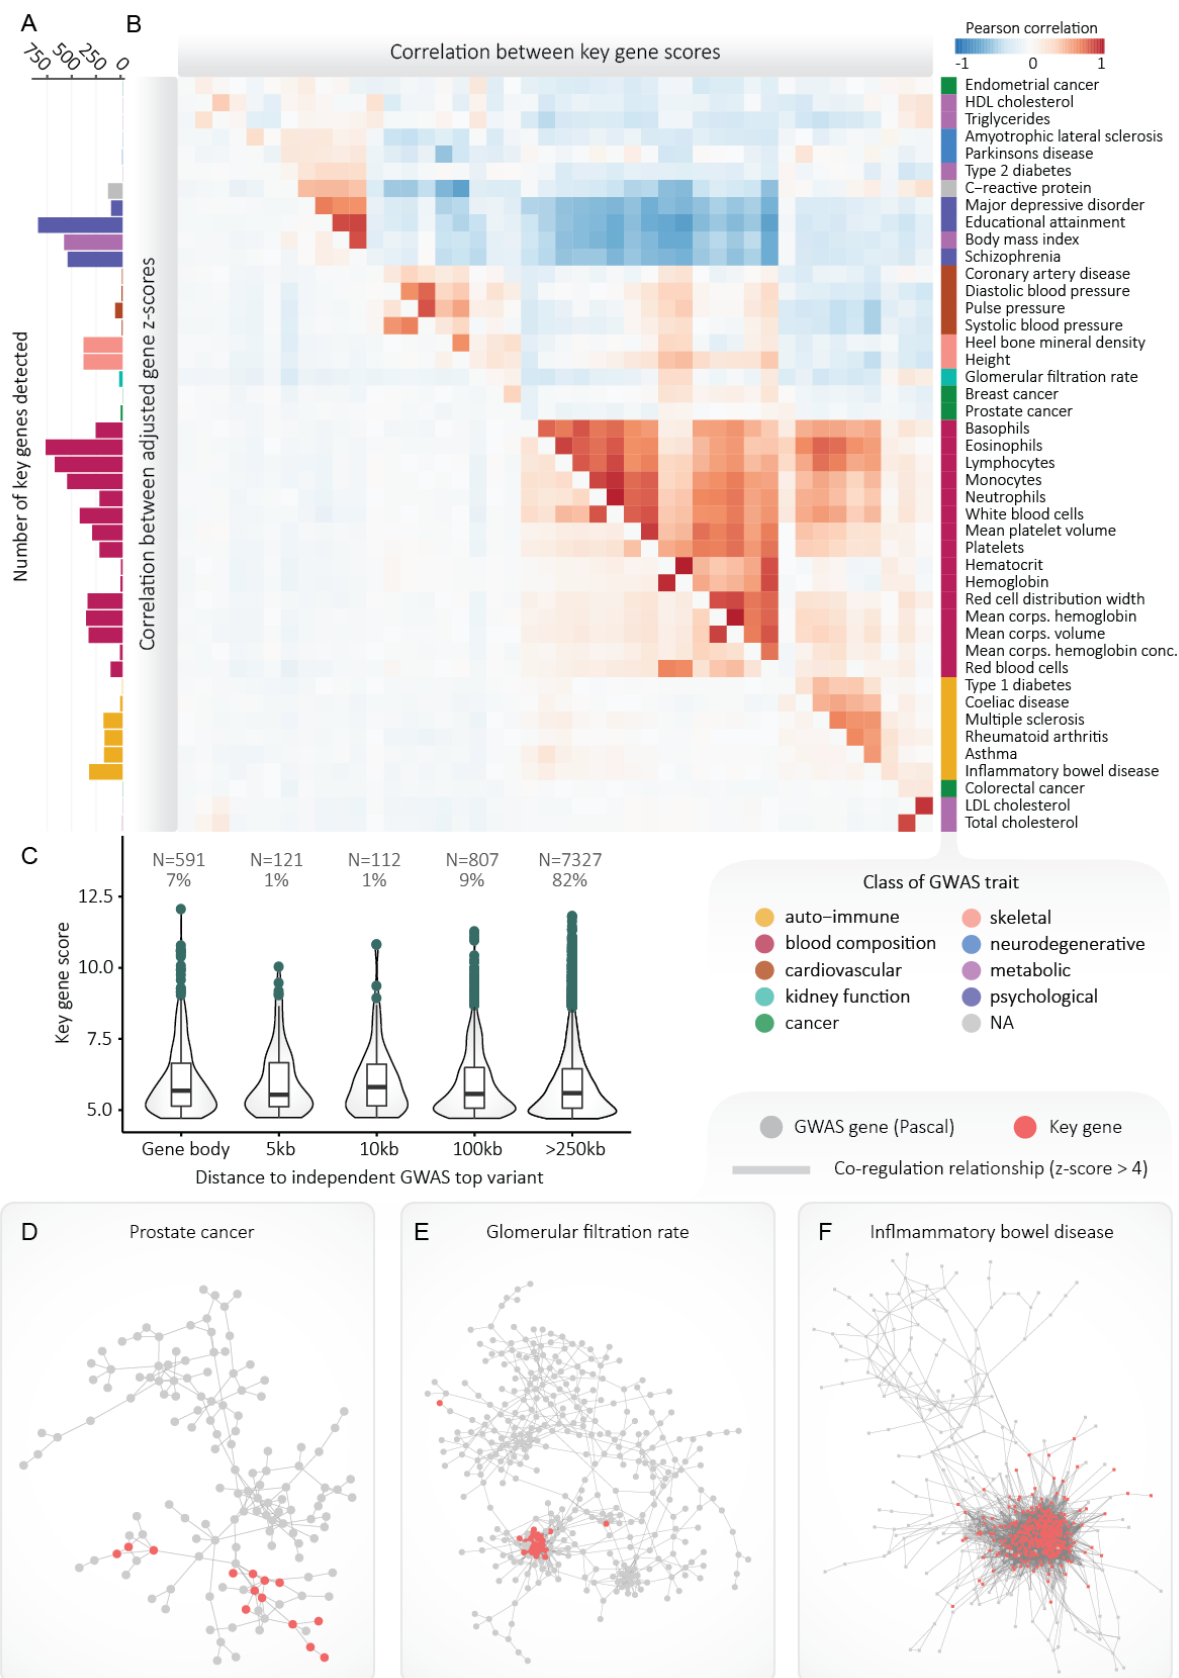 A
B
750
500
250
0
Correlation between key gene scores
Pearson correlation
-1
0
1
Number of key genes detected
Correlation between adjusted gene z-scores
Endometrial cancer
HDL cholesterol
Triglycerides
Amyotrophic lateral sclerosis
Parkinsons disease
Type 2 diabetes
C−reactive protein
Major depressive disorder
Educational attainment
Body mass index
Schizophrenia
Coronary artery disease
Diastolic blood pressure
Pulse pressure
Systolic blood pressure
Heel bone mineral density
Height
Glomerular filtration rate
Breast cancer
Prostate cancer
Basophils
Eosinophils
Lymphocytes
Monocytes
Neutrophils
White blood cells
Mean platelet volume
Platelets
Hematocrit
Hemoglobin
Red cell distribution width
Mean corps. hemoglobin
Mean corps. volume
Mean corps. hemoglobin conc.
Red blood cells
Type 1 diabetes
Coeliac disease
Multiple sclerosis
Rheumatoid arthritis
Asthma
Inflammatory bowel disease
Colorectal cancer
LDL cholesterol
Total cholesterol
C
N=591
7%
N=121
1%
N=112
1%
N=807
9%
N=7327
82%
Key gene score
12.5
10.0
7.5
5.0
Gene body
5kb
10kb
100kb
>250kb
Distance to independent GWAS top variant
Class of GWAS trait
auto−immune
blood composition
cardiovascular
kidney function
cancer
skeletal
neurodegenerative
metabolic
psychological
NA
GWAS gene (Pascal)
Key gene
Co-regulation relationship (z-score > 4)
D
Prostate cancer
E
Glomerular filtration rate
F
Inflmammatory bowel disease